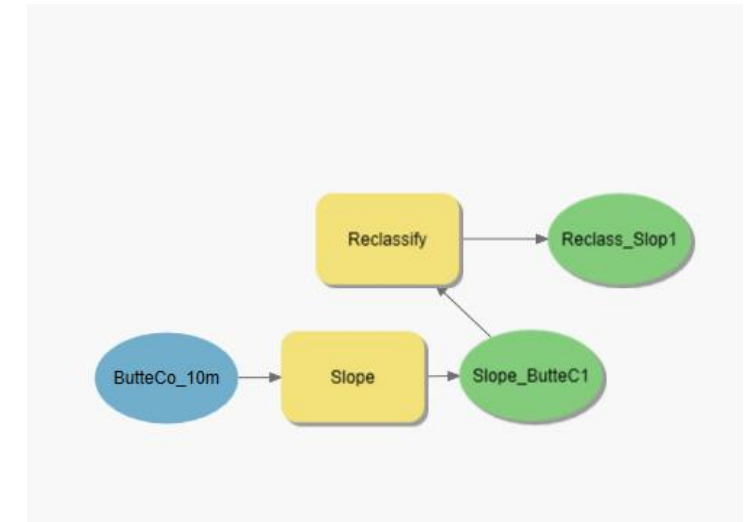 Reclassify
Reclass_Slop1
ButteCo_10m
Slope
Slope_ButteC1